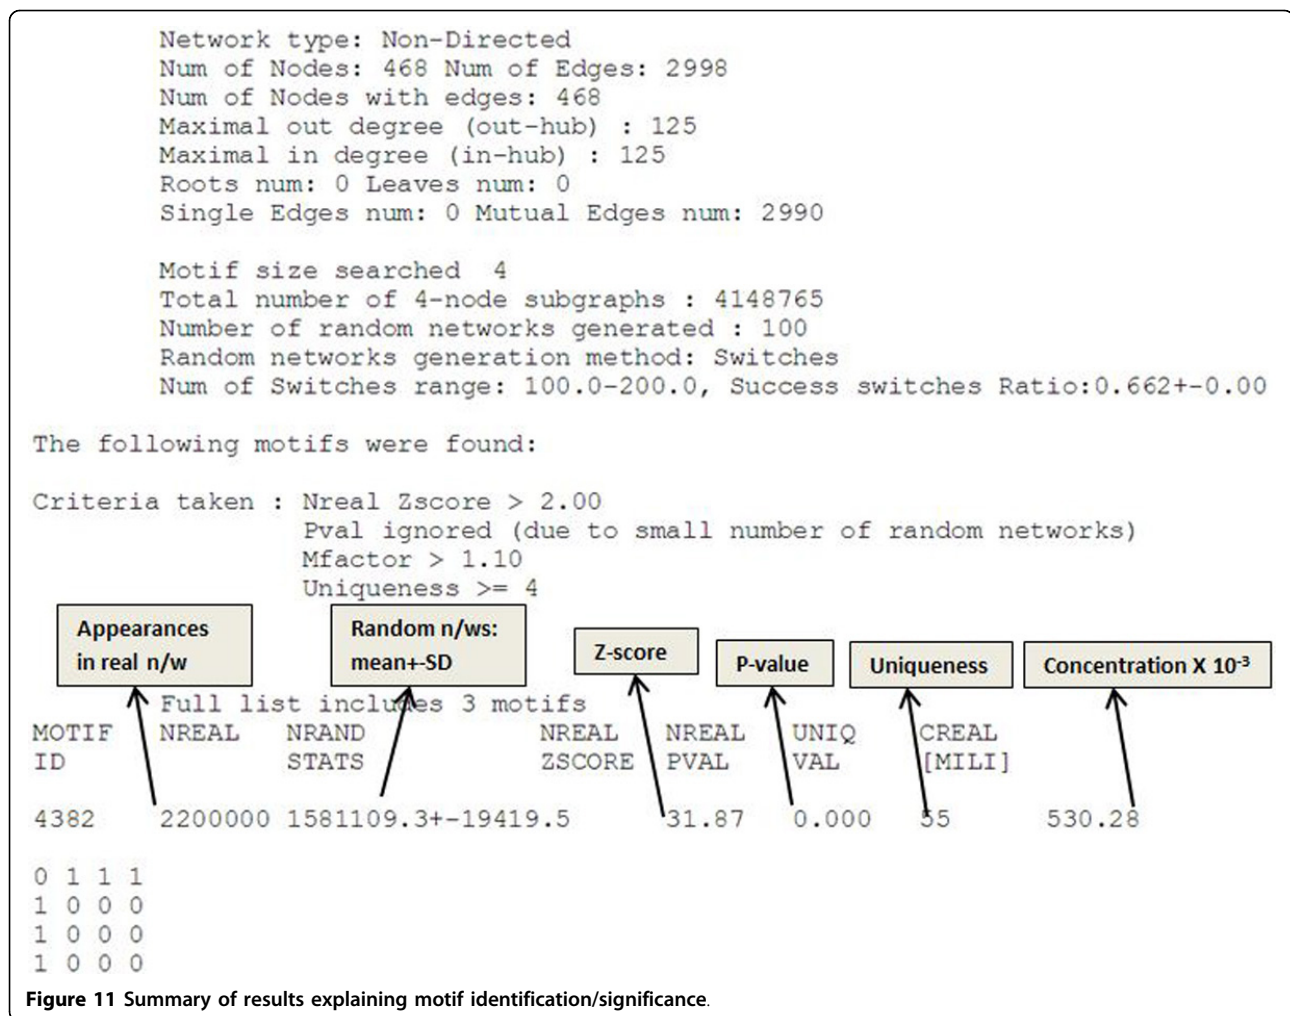 Network type: Non-Directed
Num of Nodes: 468 Num of Edges: 2998
Num of Nodes with edges: 468
Maximal out degree (out-hub) : 125
Maximal in degree (in-hub) : 125
Roots num: 0 Leaves num: 0
Single Edges num: 0 Mutual Edges num: 2990
Motif size searched 4
Total number of 4-node subgraphs : 4148765
Number of random networks generated : 100
Random networks generation method: Switches
Num of Switches range: 100.0-200.0, Success switches Ratio:0.662+-0.00
The following motifs were found:
Criteria taken : Nreal Zscore > 2.00
Pval ignored (due to small number of random networks)
Mfactor > 1.10
Uniqueness >= 4
Appearances
in real n/w
Random n/ws:
mean+-SD
Z-score
P-value
Uniqueness
Concentration X 10-3
Full list includes 3 motifs
MOTIF NREAL NRAND NREAL NREAL UNIQ CREAL
ID STATS ZSCORE PVAL VAL [MILI]
4382 2200000 1581109.3+-19419.5 31.87 0.000 55 530.28
0 1 1 1
1 0 0 0
1 0 0 0
1 0 0 0
Figure 11 Summary of results explaining motif identification/significance.